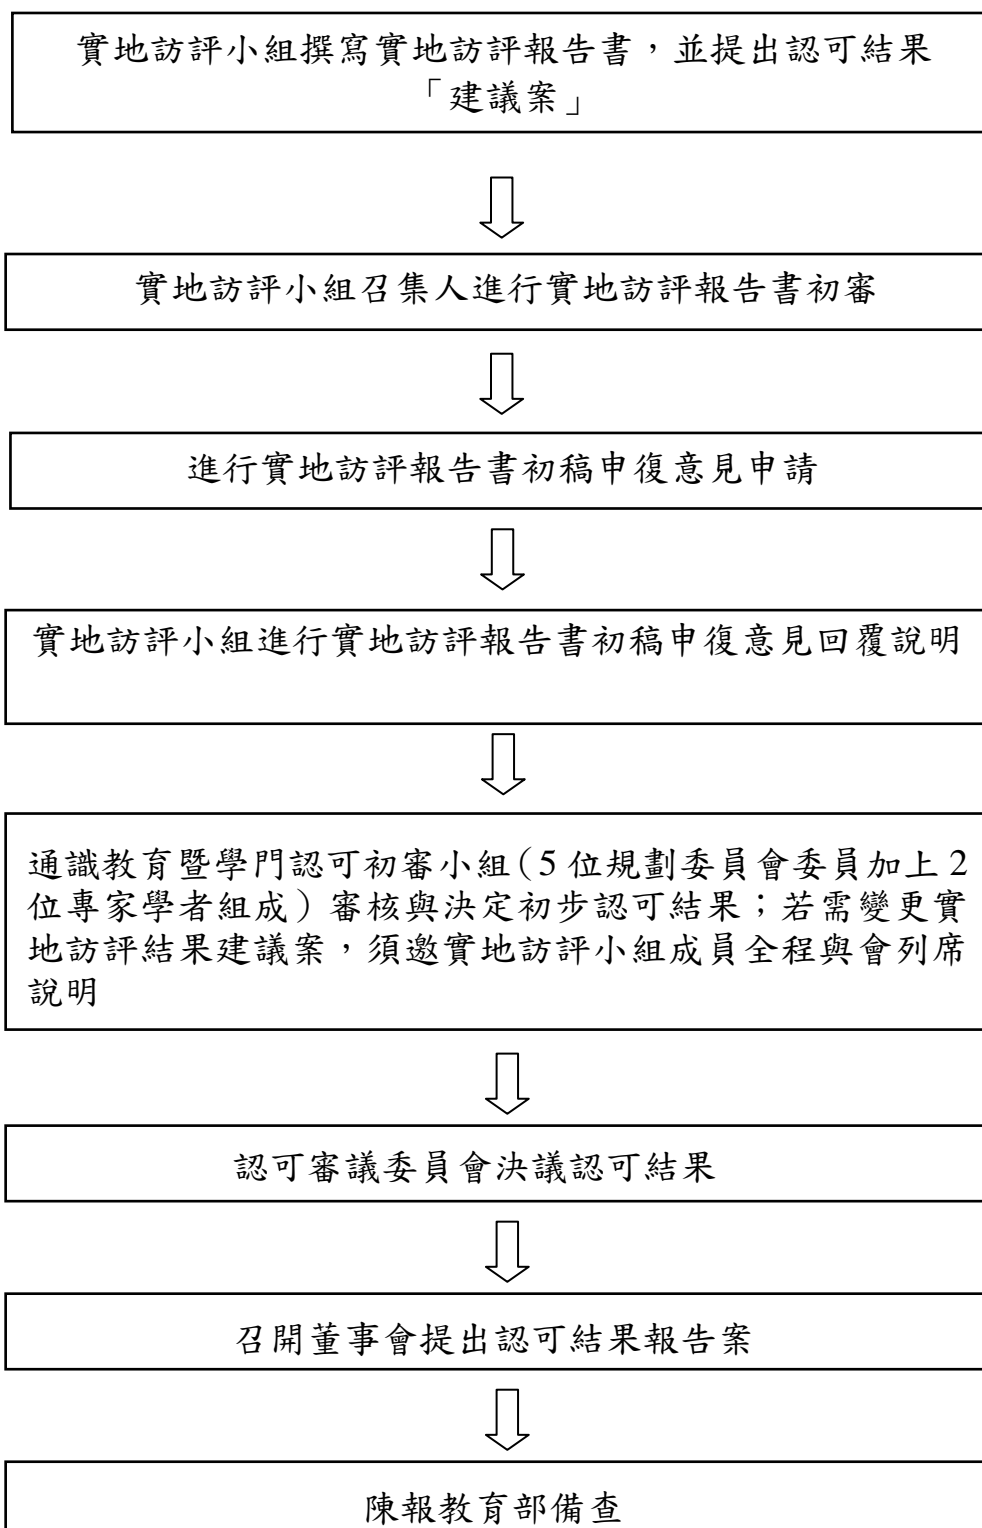 實地訪評小組撰寫實地訪評報告書，並提出認可結果
「建議案」
實地訪評小組召集人進行實地訪評報告書初審
進行實地訪評報告書初稿申復意見申請
實地訪評小組進行實地訪評報告書初稿申復意見回覆說明
通識教育暨學門認可初審小組（5 位規劃委員會委員加上 2
位專家學者組成）審核與決定初步認可結果；若需變更實
地訪評結果建議案，須邀實地訪評小組成員全程與會列席
說明
認可審議委員會決議認可結果
召開董事會提出認可結果報告案
陳報教育部備查